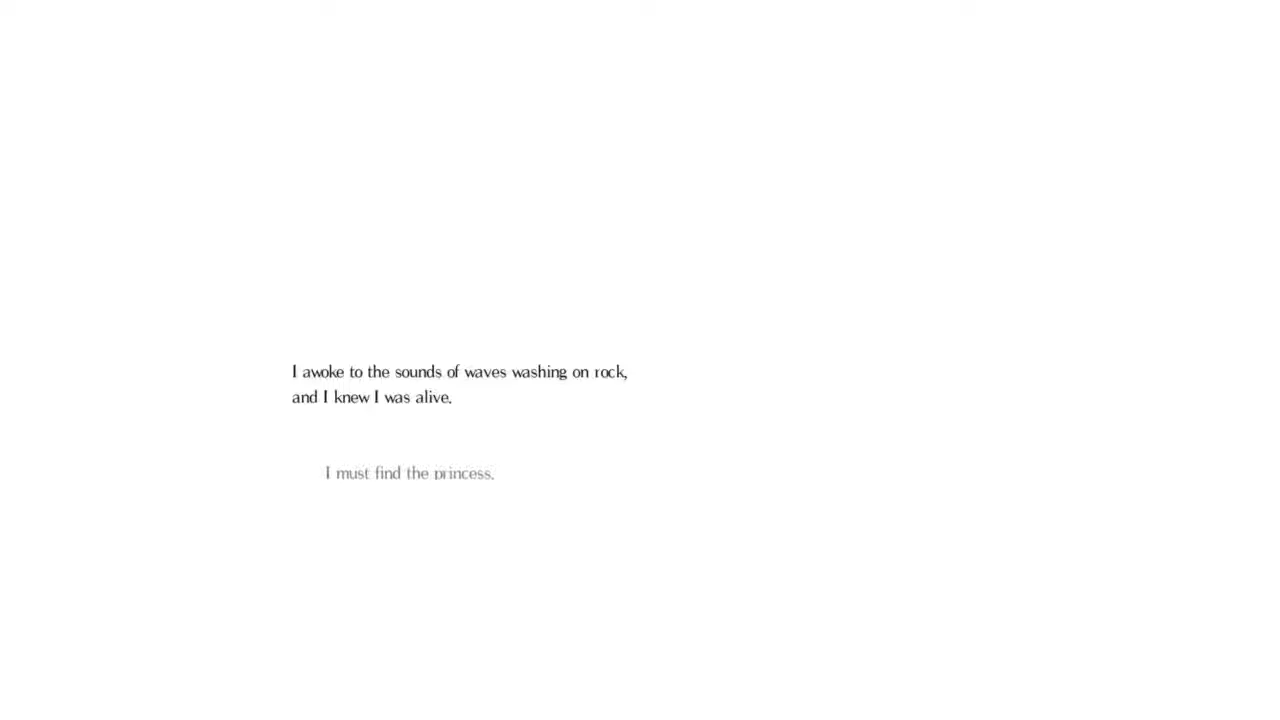 I awoke to the sounds of waves washing on rock,
and I knew I was alive.
I must find the princess.